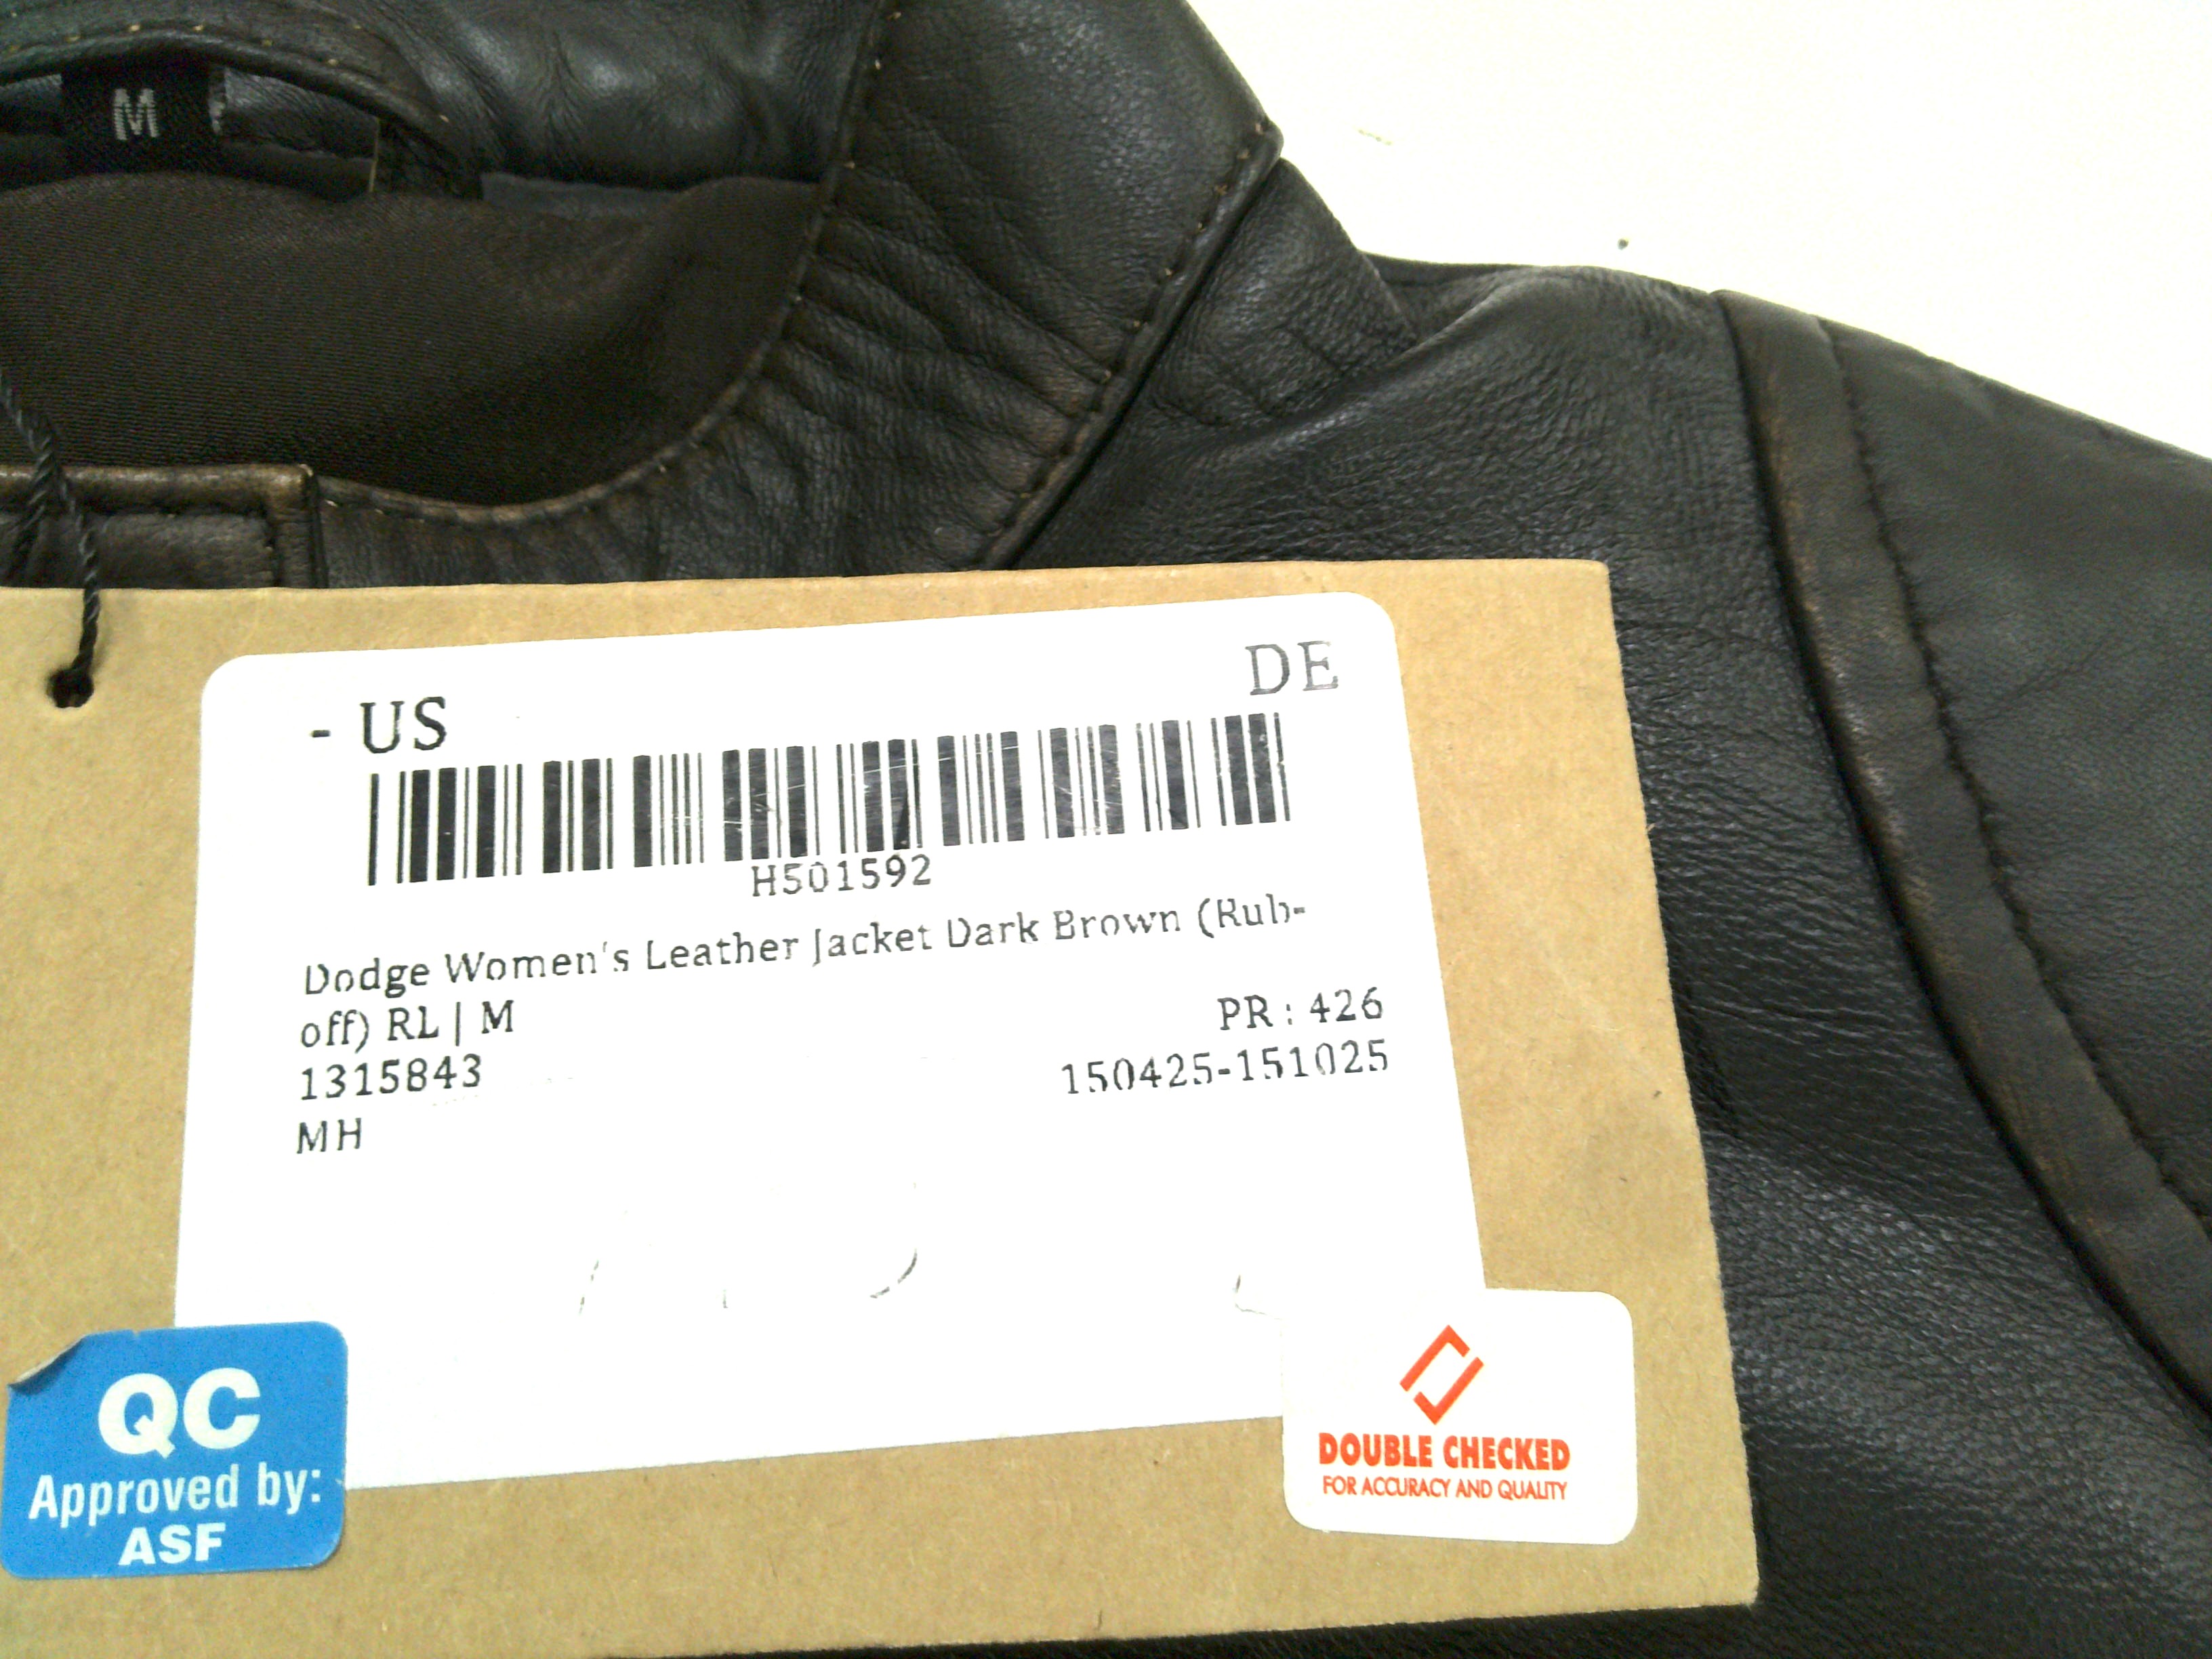 M
- US
DE
H501592
Dodge Women's Leather Jacket Dark Brown (Rub-
off) RL | M
PR : 426
1315843
150425-151025
MH
QC
Approved by:
ASF
DOUBLE CHECKED
FOR ACCURACY AND QUALITY